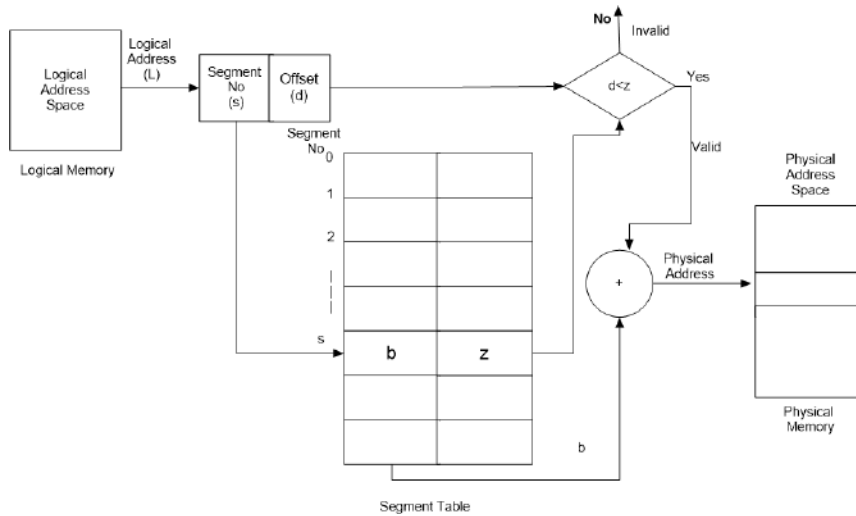 Logical
Address
Space
Logical Memory
Logical
Address
(L)
Segment
No
(s)
Offset
(d)
Segment
No
0
1
2
s
b
z
Segment Table
No
Invalid
d<z
Yes
Valid
+
b
Physical
Address
Physical
Address
Space
Physical
Memory